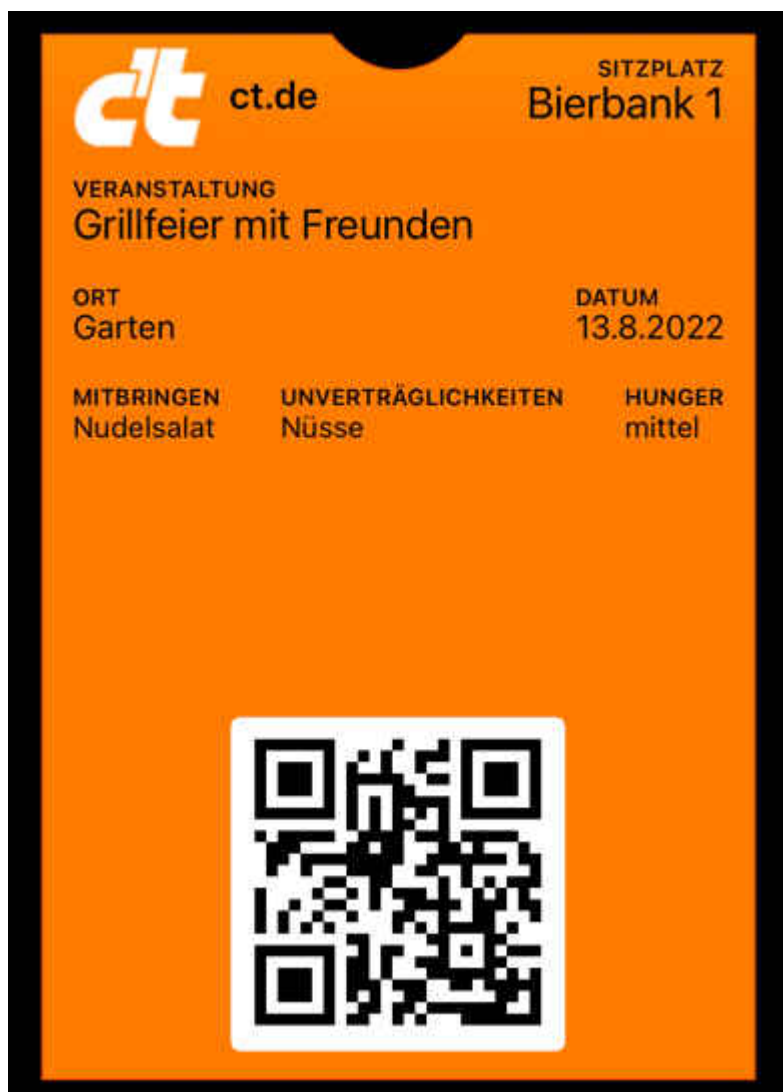 c't ct.de
SITZPLATZ
Bierbank 1
VERANSTALTUNG
Grillfeier mit Freunden
ORT
Garten
DATUM
13.8.2022
MITBRINGEN
Nudelsalat
UNVERTRÄGLICHKEITEN
Nüsse
HUNGER
mittel